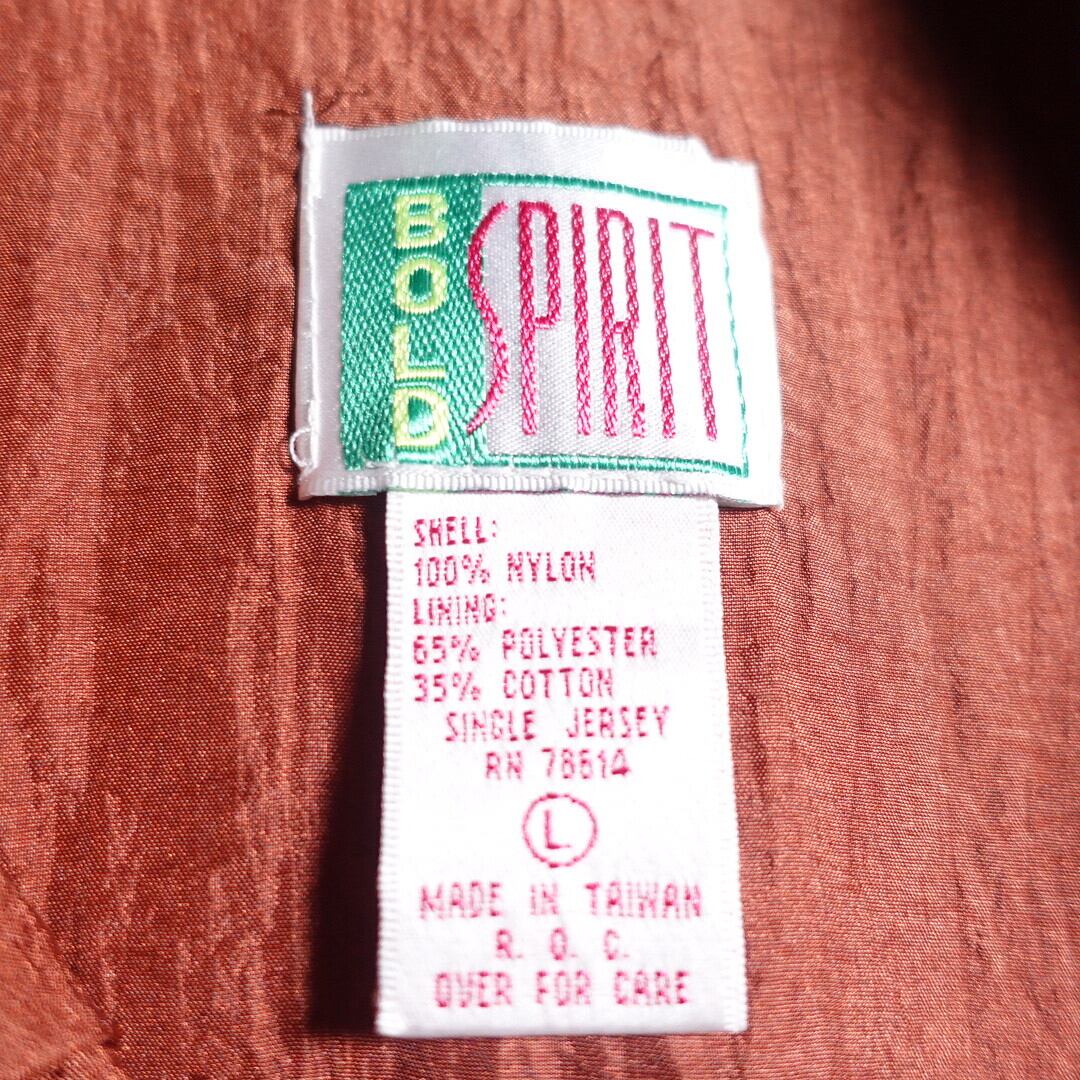 BOLD
SPIRIT
SHELL:
100% NYLON
LINING:
65% POLYESTER
35% COTTON
SINGLE JERSEY
RN 78614
L
MADE IN TAIWAN
R. O. C.
OVER FOR CARE